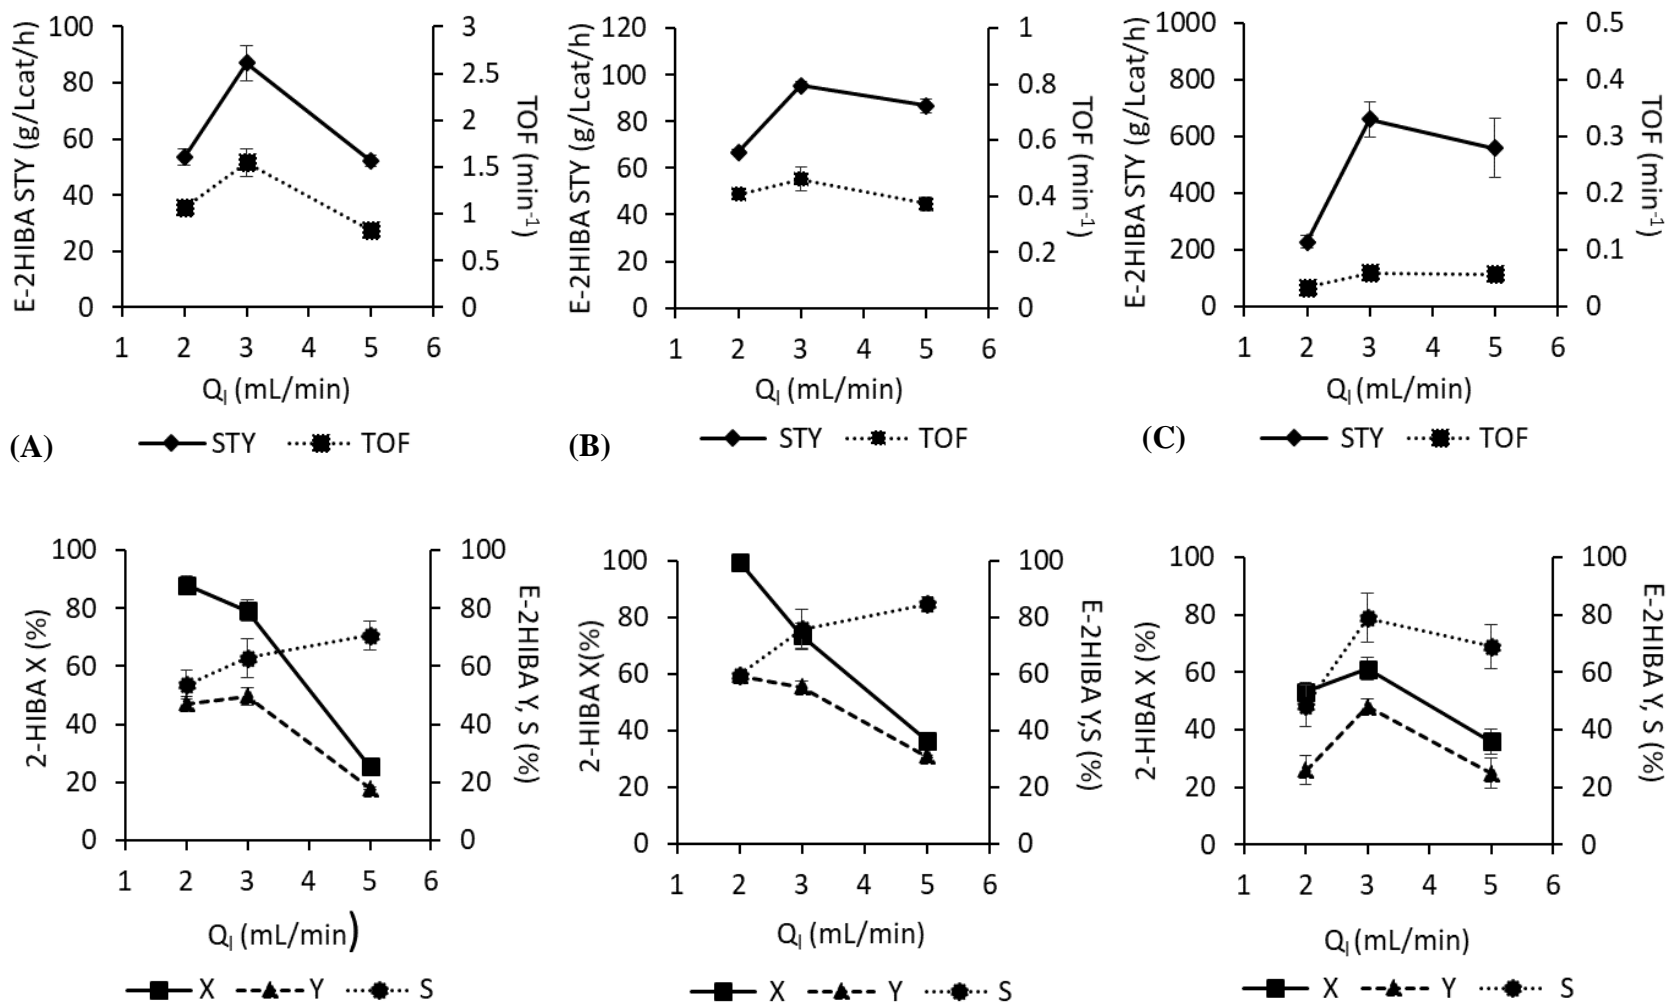 E-2HIBA STY (g/Lcat/h)
100
80
60
40
20
0
3
2.5
2
1.5
1
0.5
0
TOF (min-1)
1 2 3 4 5 6
Ql (mL/min)
(A)
STY TOF
E-2HIBA STY (g/Lcat/h)
120
100
80
60
40
20
0
1
0.8
0.6
0.4
0.2
0
TOF (min-1)
1 2 3 4 5 6
Ql (mL/min)
(B)
STY TOF
E-2HIBA STY (g/Lcat/h)
1000
800
600
400
200
0
0.5
0.4
0.3
0.2
0.1
0
TOF (min-1)
1 2 3 4 5 6
Ql (mL/min)
(C)
STY TOF
2-HIBA X (%)
100
80
60
40
20
0
100
80
60
40
20
0
E-2HIBA Y, S (%)
1 2 3 4 5 6
Ql (mL/min)
X Y S
2-HIBA X(%)
100
80
60
40
20
0
100
80
60
40
20
0
E-2HIBA Y,S (%)
1 2 3 4 5 6
Ql (mL/min)
X Y S
2-HIBA X (%)
100
80
60
40
20
0
100
80
60
40
20
0
E-2HIBA Y, S (%)
1 2 3 4 5 6
Ql (mL/min)
X Y S